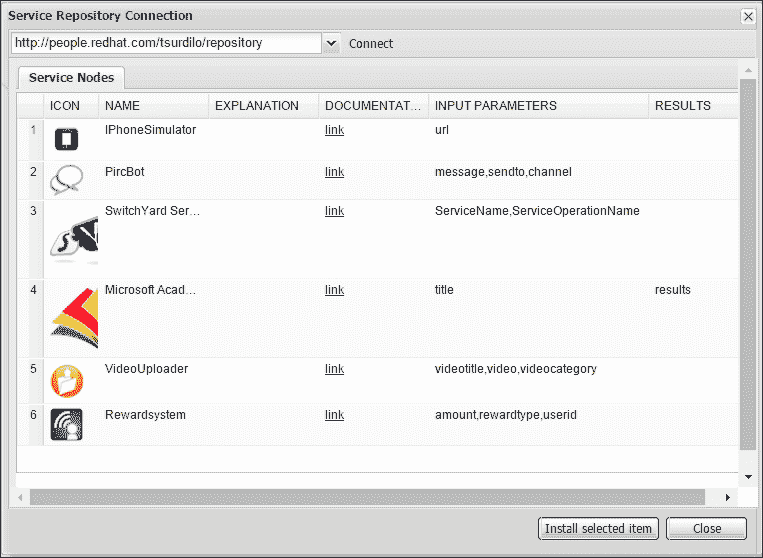 Service Repository Connection
http://people.redhat.com/tsurdilo/repository Connect
Service Nodes
ICON NAME EXPLANATION DOCUMENTAT... INPUT PARAMETERS RESULTS
1 IPhoneSimulator link url
2 PircBot link message,sendto,channel
3 SwitchYard Ser... link ServiceName,ServiceOperationName
4 Microsoft Acad... link title results
5 VideoUploader link videotitle,video,videocategory
6 Rewardsystem link amount,rewardtype,userid
Install selected item Close